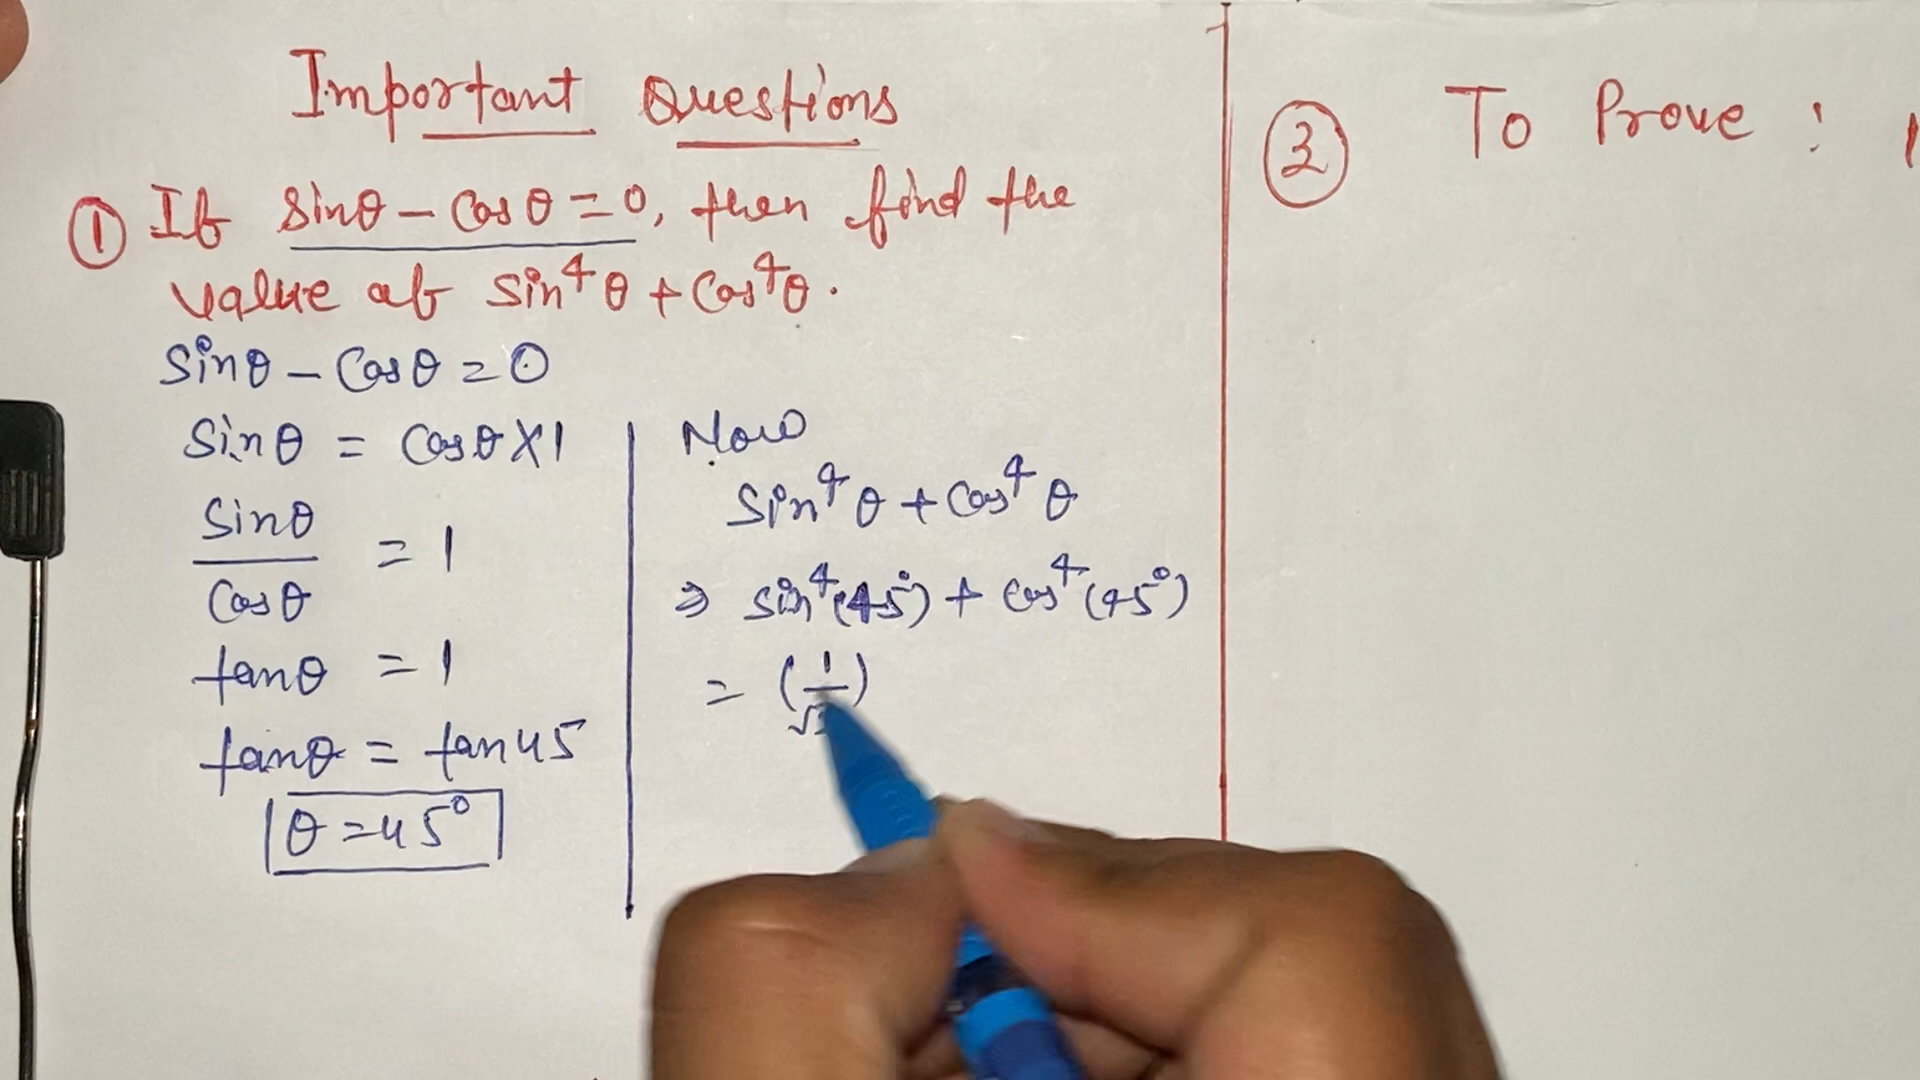 Important Questions
① If sinθ - cosθ = 0, then find the
value of sin⁴θ + cos⁴θ.
sinθ - cosθ = 0
sinθ = cosθ × 1
sinθ
cosθ = 1
tanθ = 1
tanθ = tan45
θ = 45°
Now
sin⁴θ + cos⁴θ
⇒ sin⁴(45°) + cos⁴(45°)
= (1/√
To Prove :